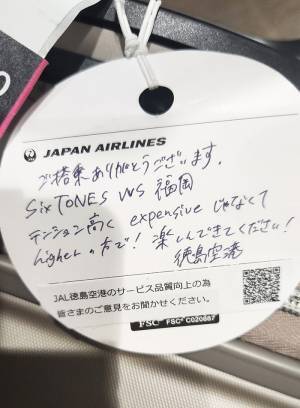 JAPAN AIRLINES
ご搭乗ありがとうございます。
SixTONES VVS 福岡
テンション高く expensive じゃなくて
higher の方で! 楽しんできてください!
徳島空港
JAL徳島空港のサービス品質向上の為
皆さまのご意見をお聞かせください。
FSC FSC® C020667